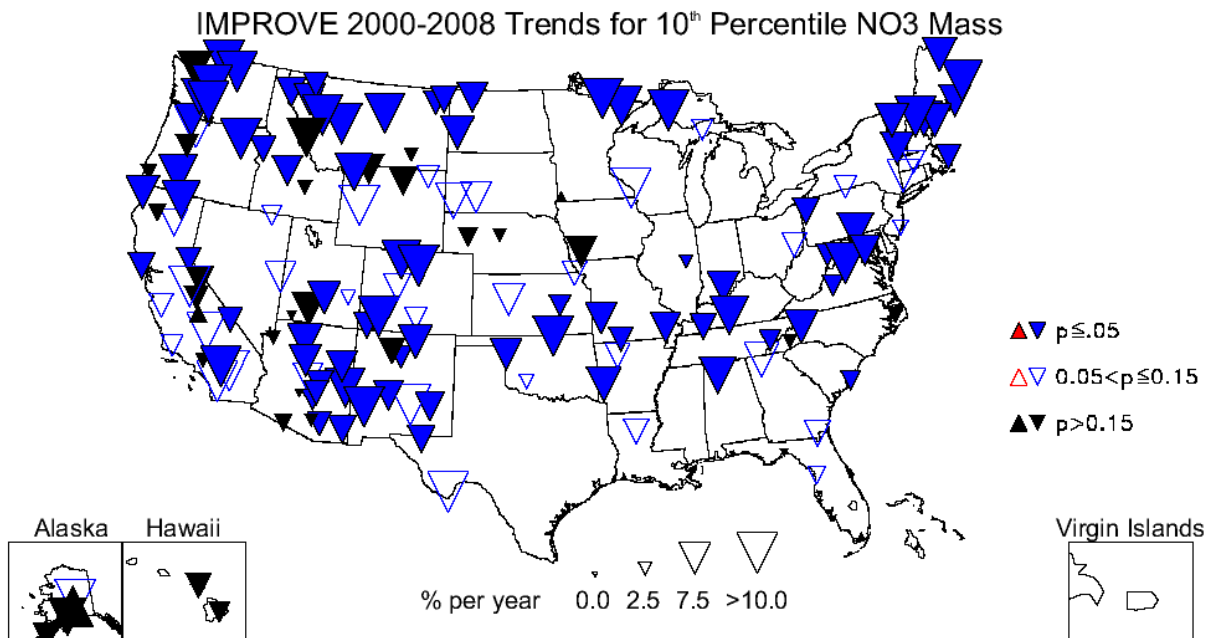 IMPROVE 2000-2008 Trends for 10th Percentile NO3 Mass
p≤.05
0.05<p≤0.15
p>0.15
Alaska
Hawaii
Virgin Islands
% per year 0.0 2.5 7.5 >10.0